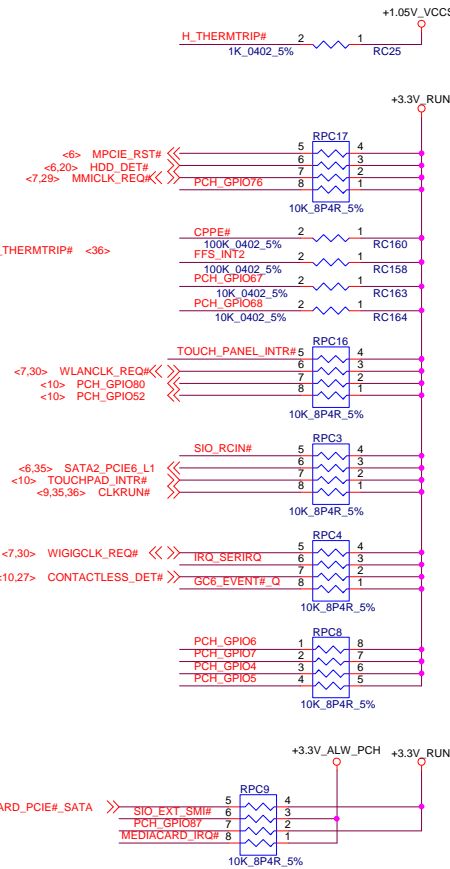 +1.05V_VCCS
H_THERMTRIP# 2 1
1K_0402_5% RC25
+3.3V_RUN
RPC17
<6> MPCIE_RST# 5 4
<6,20> HDD_DET# 6 3
<7,29> MMICLK_REQ# 7 2
PCH_GPIO76 8 1
10K_8P4R_5%
CPPE# 2 1
100K_0402_5% RC160
_THERMTRIP# <36>
FFS_INT2 2 1
100K_0402_5% RC158
PCH_GPIO67 2 1
10K_0402_5% RC163
PCH_GPIO68 2 1
10K_0402_5% RC164
RPC16
TOUCH_PANEL_INTR# 5 4
<7,30> WLANCLK_REQ# 6 3
<10> PCH_GPIO80 7 2
<10> PCH_GPIO52 8 1
10K_8P4R_5%
RPC3
SIO_RCIN# 5 4
<6,35> SATA2_PCIE6_L1 6 3
<10> TOUCHPAD_INTR# 7 2
<9,35,36> CLKRUN# 8 1
10K_8P4R_5%
RPC4
<7,30> WIGIGCLK_REQ# 5 4
IRQ_SERIRQ 6 3
<10,27> CONTACTLESS_DET# 7 2
GC6_EVENT#_Q 8 1
10K_8P4R_5%
RPC8
PCH_GPIO6 1 8
PCH_GPIO7 2 7
PCH_GPIO4 3 6
PCH_GPIO5 4 5
10K_8P4R_5%
+3.3V_ALW_PCH +3.3V_RUN
RPC9
ARD_PCIE#_SATA 5 4
SIO_EXT_SMI# 6 3
PCH_GPIO87 7 2
MEDIACARD_IRQ# 8 1
10K_8P4R_5%